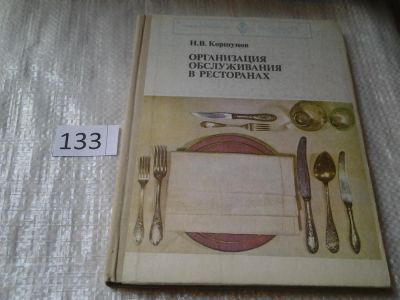 Н.В. Коршунов
ОРГАНИЗАЦИЯ
ОБСЛУЖИВАНИЯ
В РЕСТОРАНАХ
133